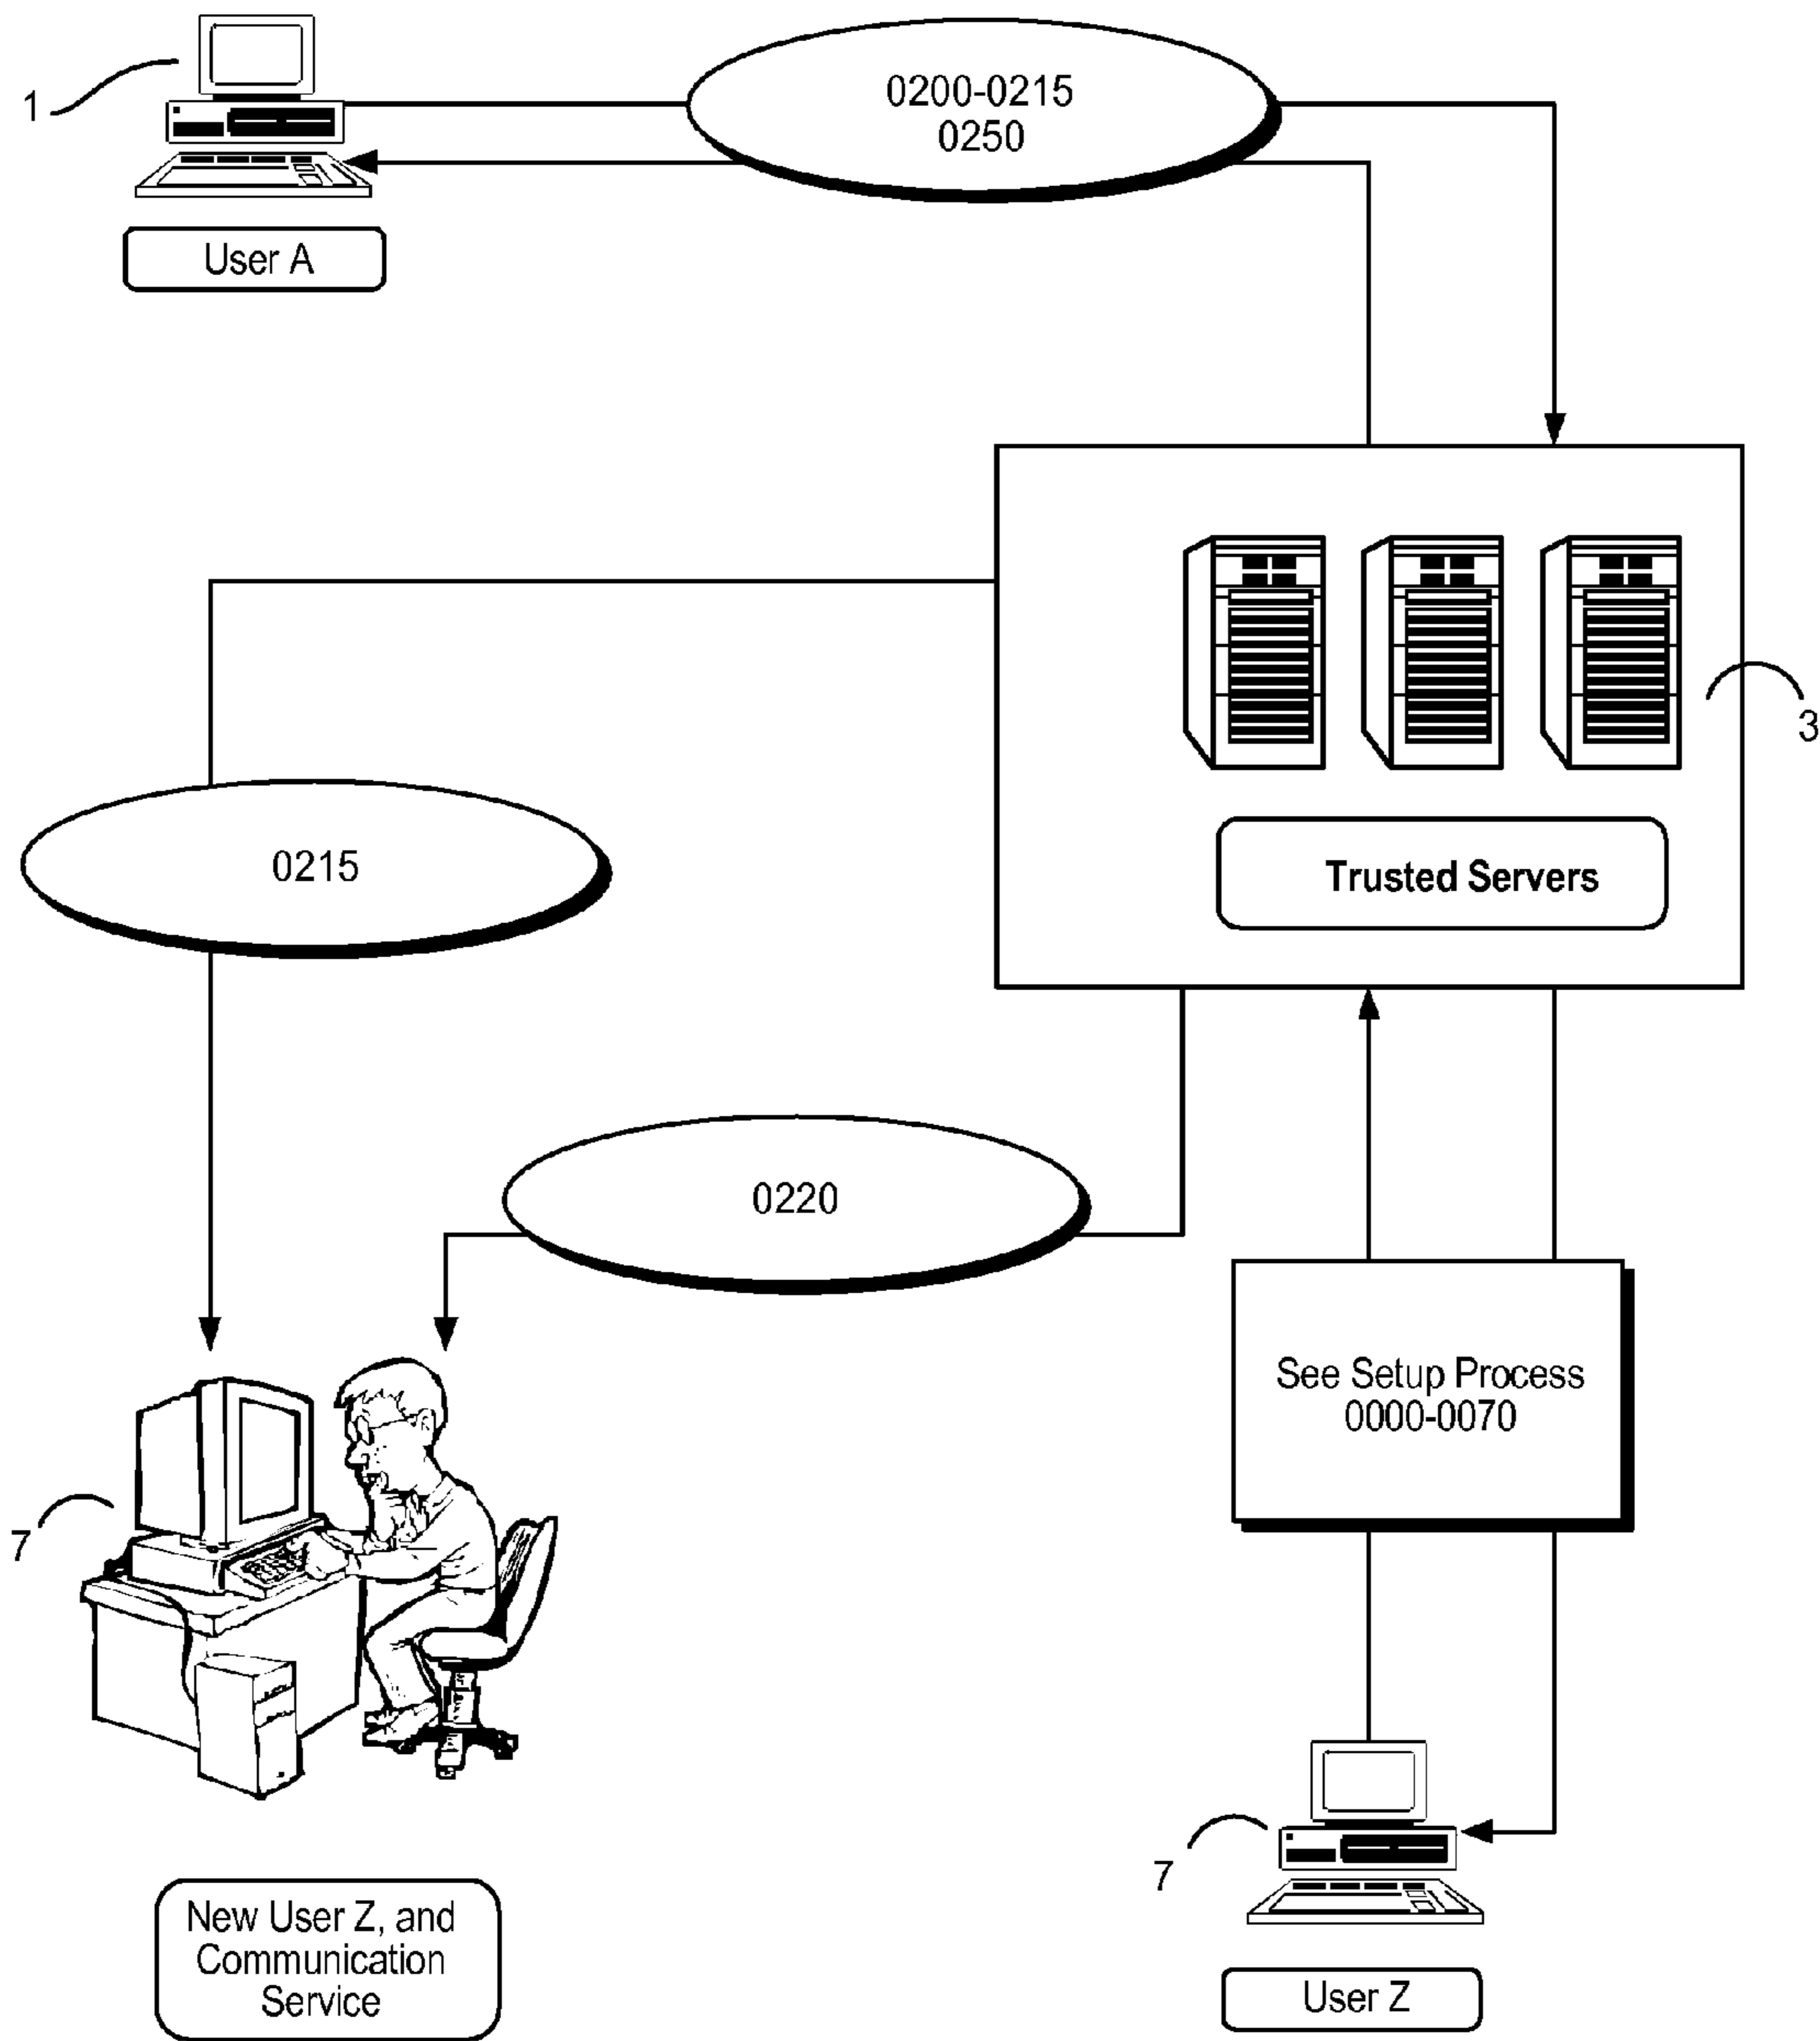 1
0200-0215
0250
User A
3
0215
Trusted Servers
0220
See Setup Process
0000-0070
7
7
New User Z, and
Communication
Service
User Z